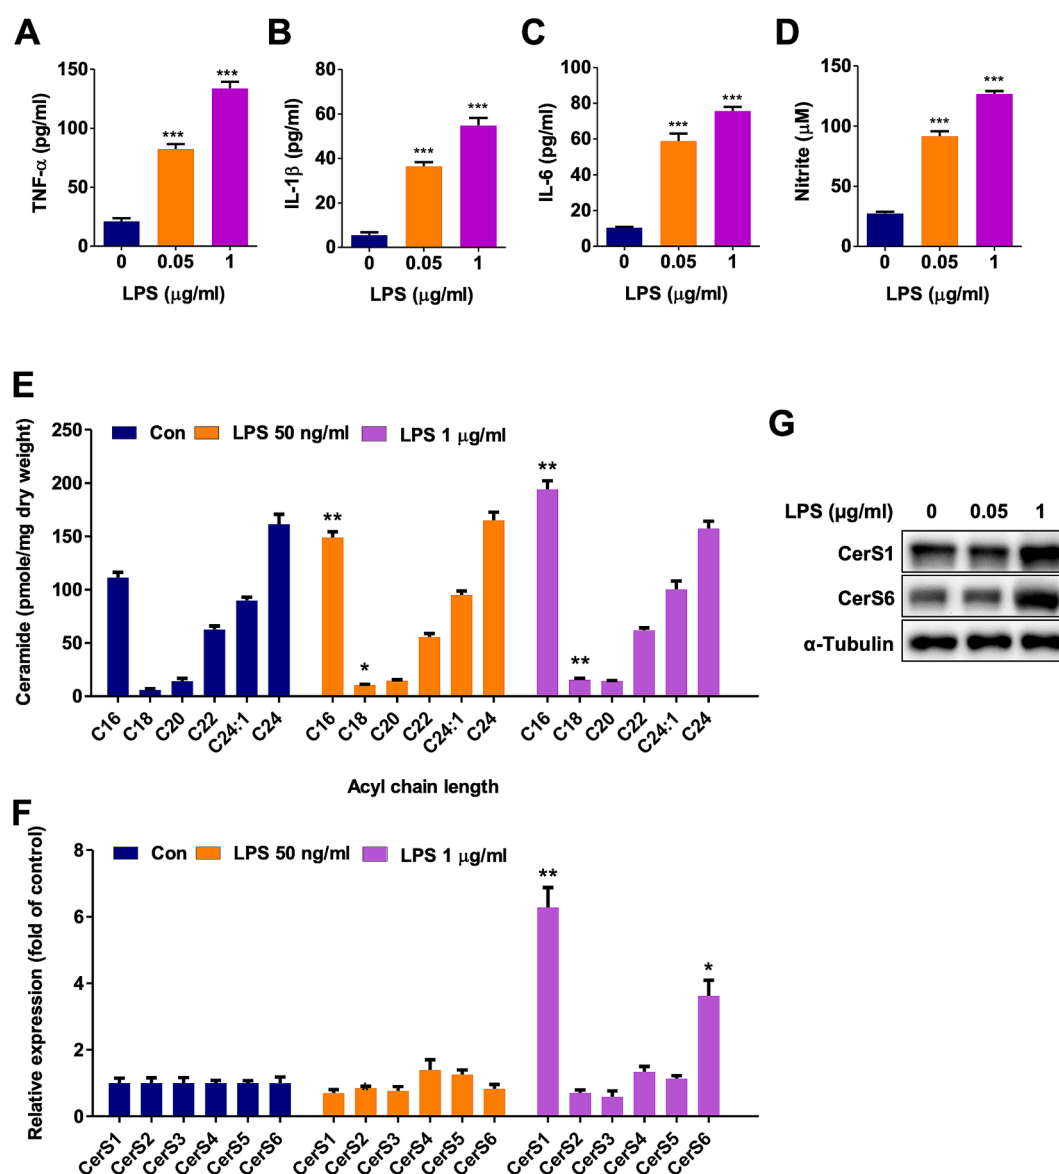 A
B
C
D
TNF-α (pg/ml)
150
100
50
0
***
***
0 0.05 1
LPS (μg/ml)
IL-1β (pg/ml)
80
60
40
20
0
***
***
0 0.05 1
LPS (μg/ml)
IL-6 (pg/ml)
100
80
60
40
20
0
***
***
0 0.05 1
LPS (μg/ml)
Nitrite (μM)
150
100
50
0
***
***
0 0.05 1
LPS (μg/ml)
E
Con LPS 50 ng/ml LPS 1 μg/ml
Ceramide (pmole/mg dry weight)
250
200
150
100
50
0
**
*
**
**
C16 C18 C20 C22 C24:1 C24 C16 C18 C20 C22 C24:1 C24 C16 C18 C20 C22 C24:1 C24
Acyl chain length
G
LPS (μg/ml) 0 0.05 1
CerS1
CerS6
α-Tubulin
F
Con LPS 50 ng/ml LPS 1 μg/ml
Relative expression (fold of control)
8
6
4
2
0
**
*
CerS1 CerS2 CerS3 CerS4 CerS5 CerS6 CerS1 CerS2 CerS3 CerS4 CerS5 CerS6 CerS1 CerS2 CerS3 CerS4 CerS5 CerS6